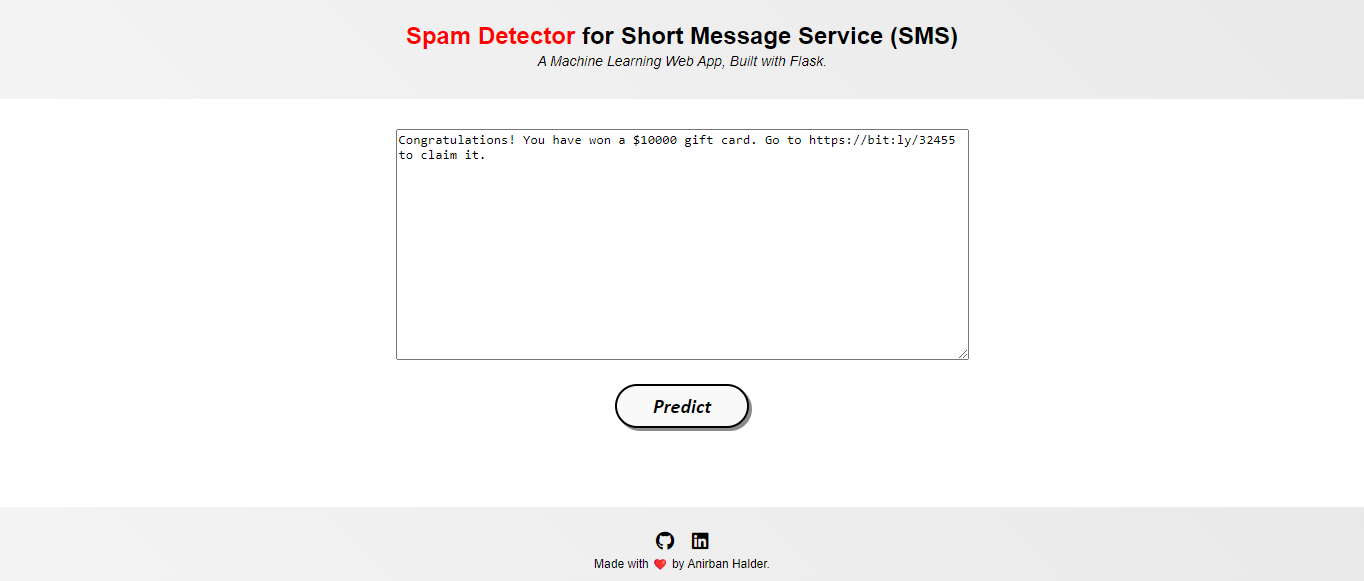 Spam Detector for Short Message Service (SMS)
A Machine Learning Web App, Built with Flask.
Congratulations! You have won a $10000 gift card. Go to https://bit:ly/32455
to claim it.
Predict
in
Made with ❤️ by Anirban Halder.